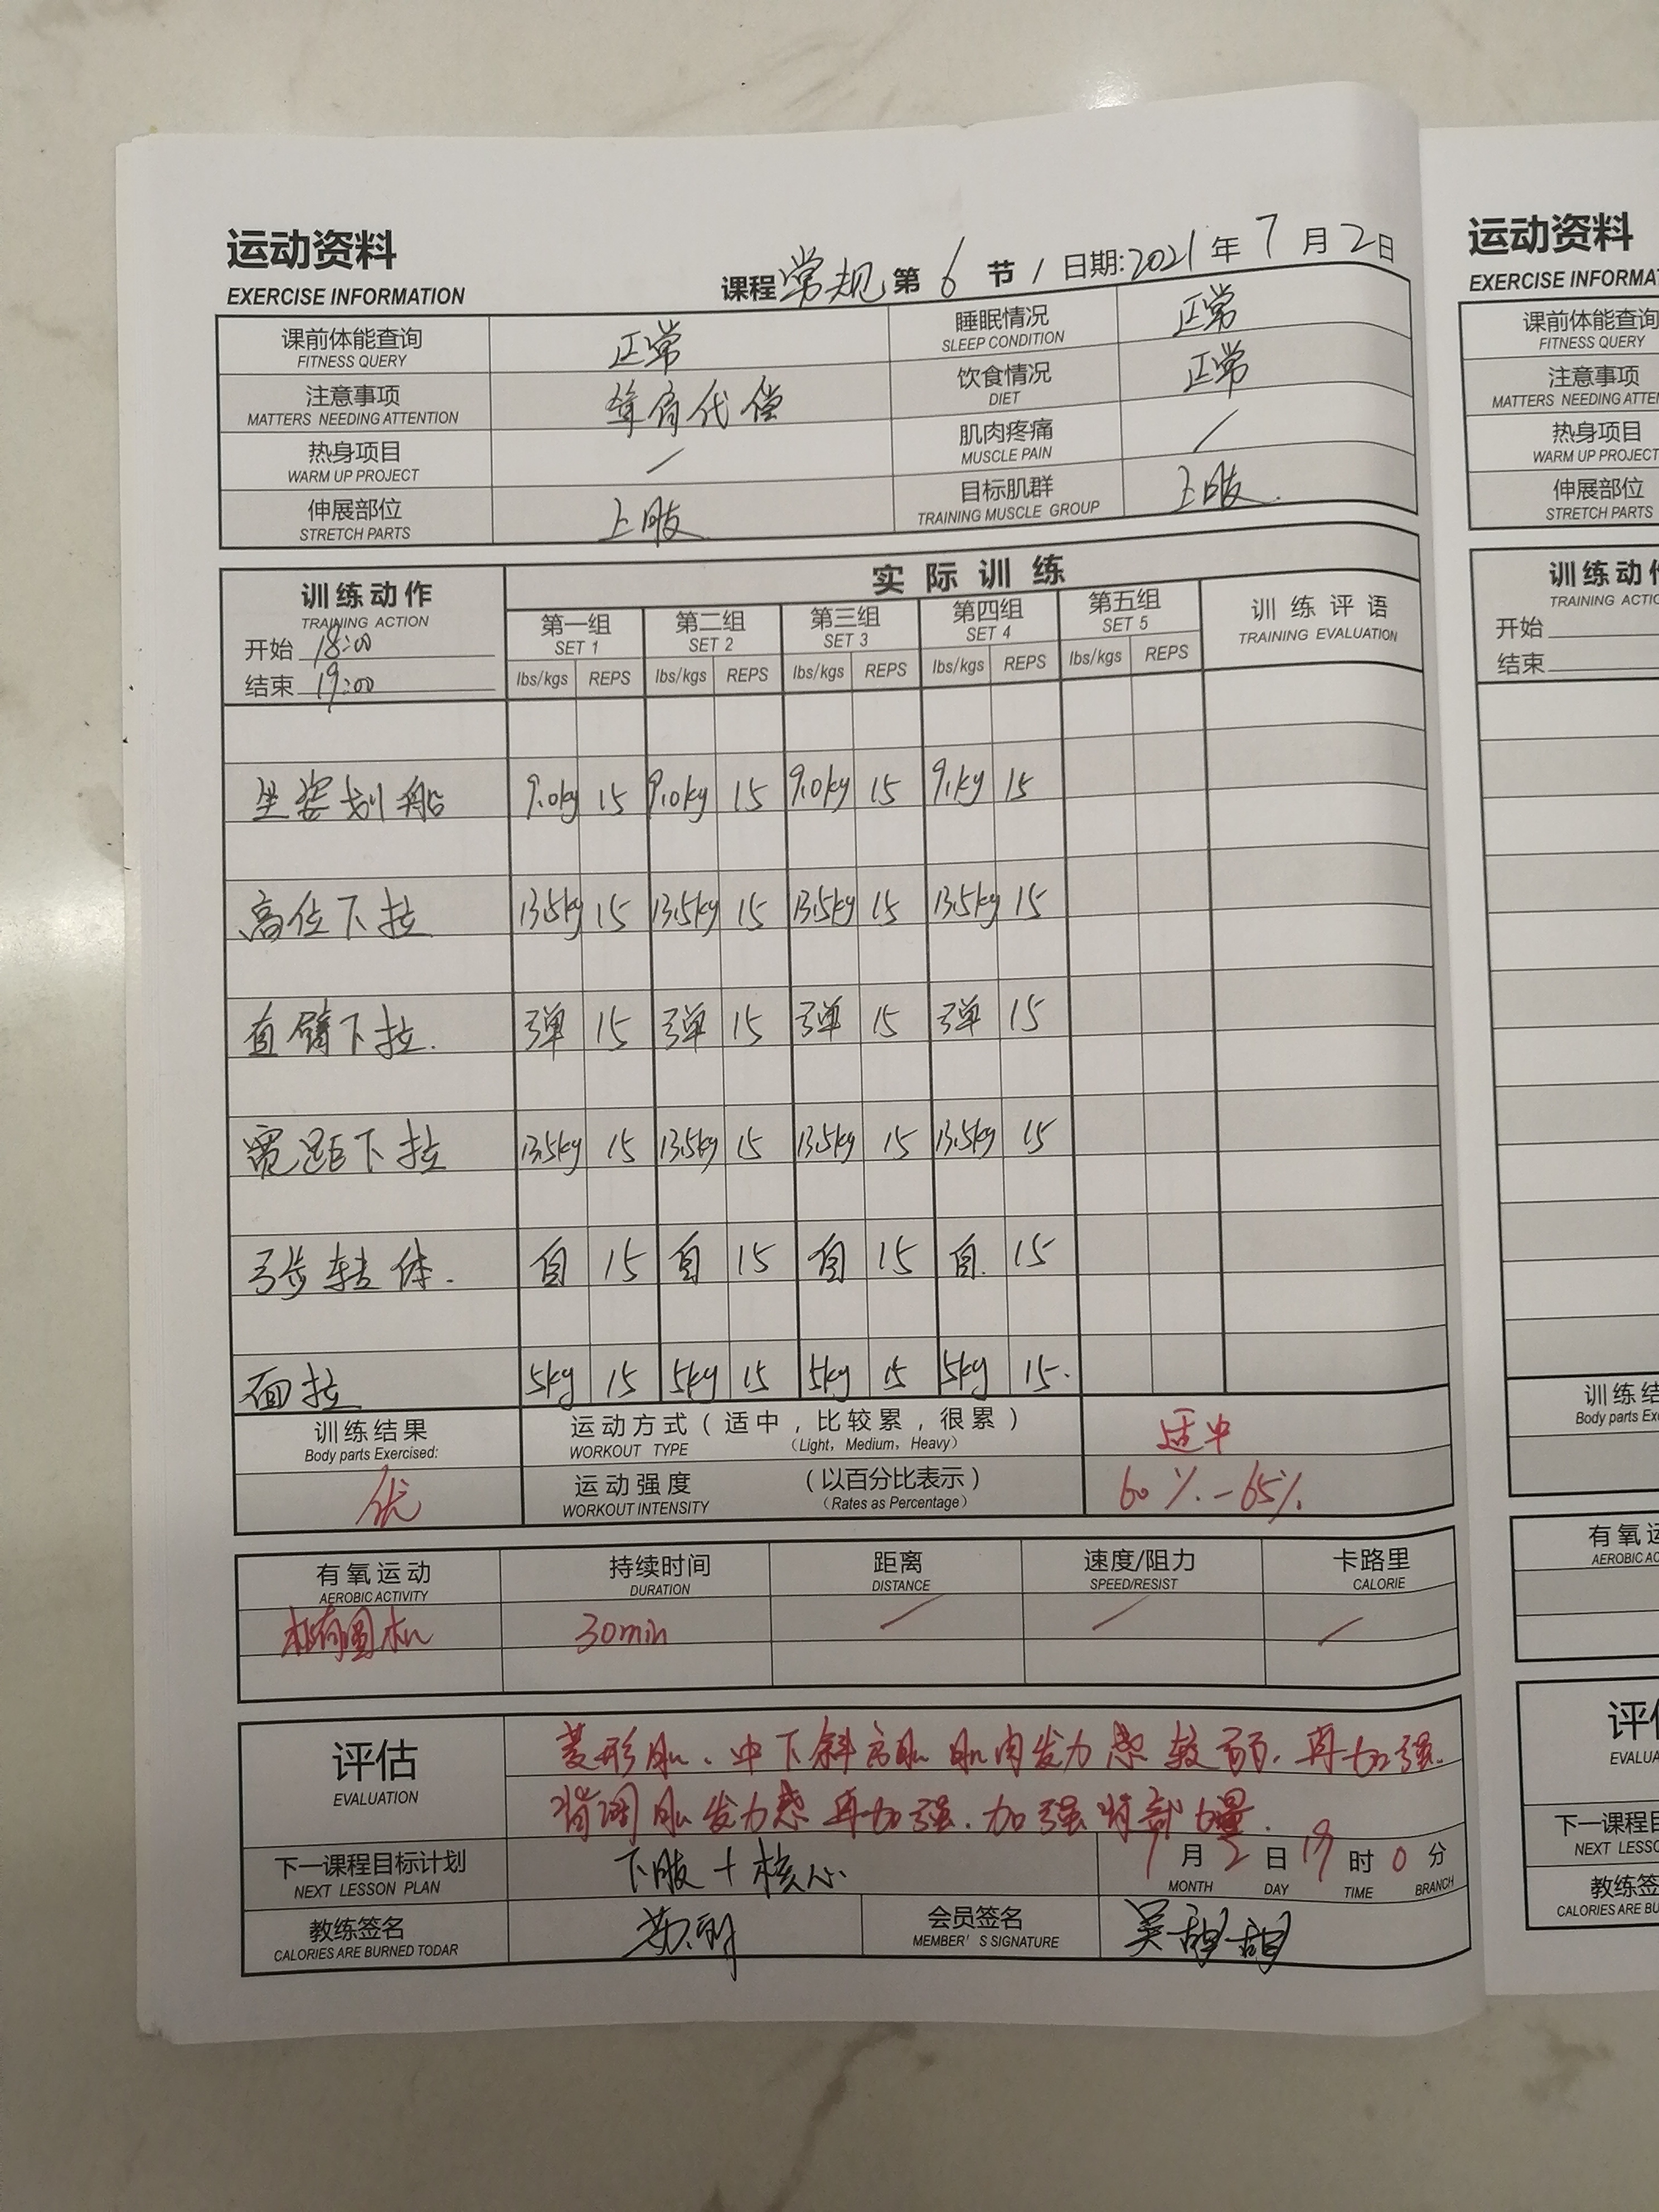 运动资料
EXERCISE INFORMATION
课程常规第6节/日期:2021年7月2日
课前体能查询 正常 睡眠情况 正常
FITNESS QUERY SLEEP CONDITION
注意事项 耸肩代偿 饮食情况 正常
MATTERS NEEDING ATTENTION DIET
热身项目 / 肌肉疼痛 /
WARM UP PROJECT MUSCLE PAIN
伸展部位 上肢 目标肌群 上肢.
STRETCH PARTS TRAINING MUSCLE GROUP
训练动作 实际训练
TRAINING ACTION
第一组 第二组 第三组 第四组 第五组 训练评语
SET 1 SET 2 SET 3 SET 4 SET 5 TRAINING EVALUATION
开始 18:00
结束 19:00
lbs/kgs REPS lbs/kgs REPS lbs/kgs REPS lbs/kgs REPS lbs/kgs REPS
坐姿划船 9.0kg 15 9.0kg 15 9.0kg 15 9.kg 15
高位下拉 13.5kg 15 13.5kg 15 13.5kg 15 13.5kg 15
直臂下拉. 弹 15 弹 15 弹 15 弹 15
宽距下拉 13.5kg 15 13.5kg 15 13.5kg 15 13.5kg 15
弓步转体. 自 15 自 15 自 15 自. 15
面拉 5kg 15 5kg 15 5kg 15 5kg 15.
训练结果 运动方式(适中,比较累,很累) 适中
Body parts Exercised: WORKOUT TYPE (Light, Medium, Heavy)
优 运动强度 (以百分比表示) 60%-65%
WORKOUT INTENSITY (Rates as Percentage)
有氧运动 持续时间 距离 速度/阻力 卡路里
AEROBIC ACTIVITY DURATION DISTANCE SPEED/RESIST CALORIE
椭圆机 30min / / /
评估
EVALUATION
菱形肌、中下斜方肌肌肉发力感较弱.再加强.
背阔肌发力感再加强.加强背部力量.
下一课程目标计划 下肢+核心 7月2日19时0分
NEXT LESSON PLAN MONTH DAY TIME BRANCH
教练签名 会员签名 吴甜甜
CALORIES ARE BURNED TODAR MEMBER'S SIGNATURE
运动资料
EXERCISE INFORMA
课前体能查询
FITNESS QUERY
注意事项
MATTERS NEEDING ATTE
热身项目
WARM UP PROJECT
伸展部位
STRETCH PARTS
训练动
TRAINING ACTIO
开始
结束
训练结
Body parts Ex
有氧运
AEROBIC AC
评估
EVALUA
下一课程目
NEXT LESSO
教练签
CALORIES ARE BU